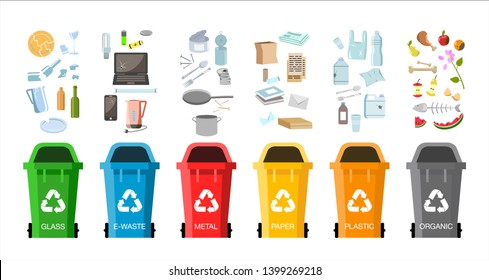 GLASS
E-WASTE
METAL
PAPER
PLASTIC
ORGANIC
shutterstock.com · 1399269218